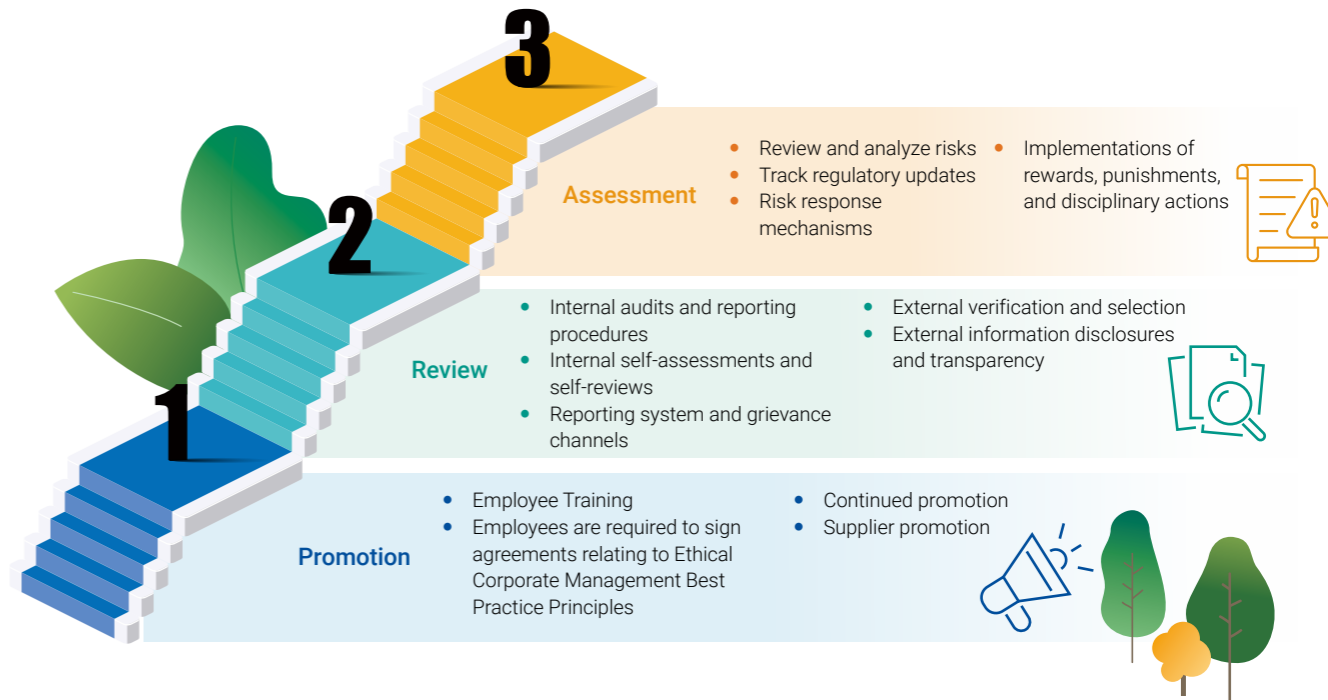 3
Assessment
Review and analyze risks
Track regulatory updates
Risk response
mechanisms
Implementations of
rewards, punishments,
and disciplinary actions
2
Review
Internal audits and reporting
procedures
Internal self-assessments and
self-reviews
Reporting system and grievance
channels
External verification and selection
External information disclosures
and transparency
1
Promotion
Employee Training
Employees are required to sign
agreements relating to Ethical
Corporate Management Best
Practice Principles
Continued promotion
Supplier promotion